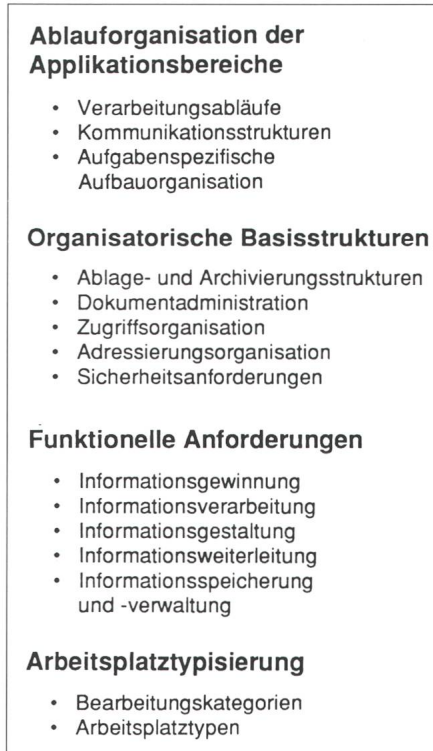 Ablauforganisation der
Applikationsbereiche
• Verarbeitungsabläufe
• Kommunikationsstrukturen
• Aufgabenspezifische
Aufbauorganisation
Organisatorische Basisstrukturen
• Ablage- und Archivierungsstrukturen
• Dokumentadministration
• Zugriffsorganisation
• Adressierungsorganisation
• Sicherheitsanforderungen
Funktionelle Anforderungen
• Informationsgewinnung
• Informationsverarbeitung
• Informationsgestaltung
• Informationsweiterleitung
• Informationsspeicherung
und -verwaltung
Arbeitsplatztypisierung
• Bearbeitungskategorien
• Arbeitsplatztypen